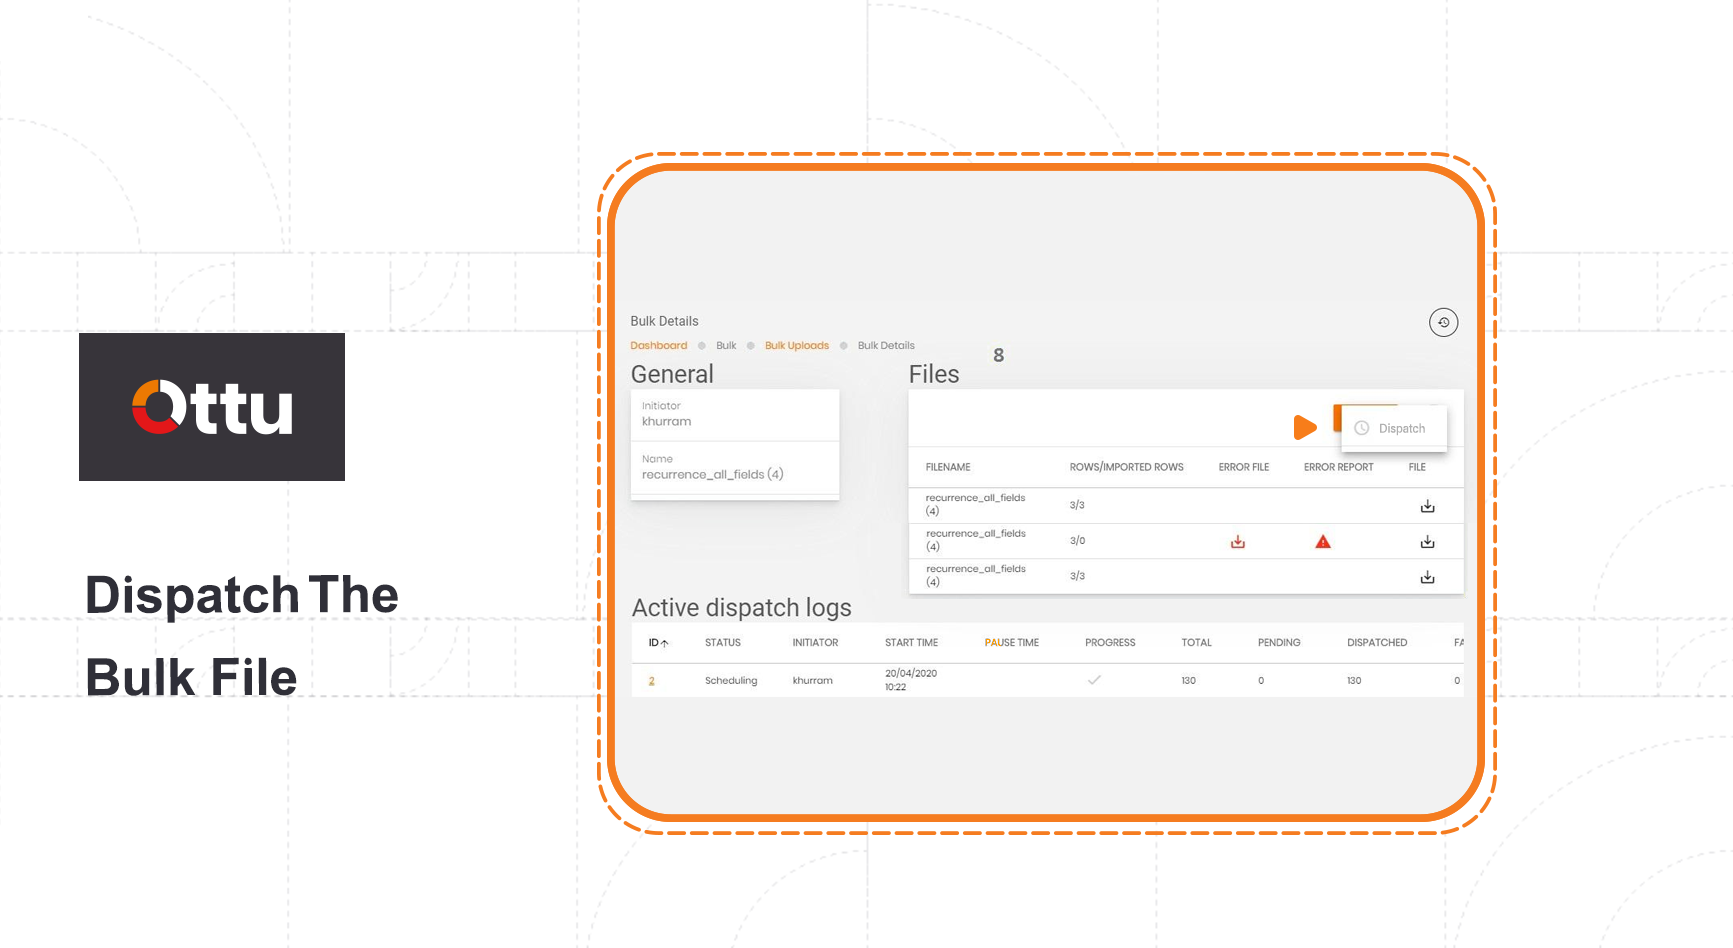 Ottu
Dispatch The
Bulk File
Bulk Details
Dashboard Bulk Bulk Uploads Bulk Details
8
General
Initiator
khurram
Name
recurrence_all_fields (4)
Files
Dispatch
FILENAME ROWS/IMPORTED ROWS ERROR FILE ERROR REPORT FILE
recurrence_all_fields
(4) 3/3
recurrence_all_fields
(4) 3/0
recurrence_all_fields
(4) 3/3
Active dispatch logs
ID STATUS INITIATOR START TIME PAUSE TIME PROGRESS TOTAL PENDING DISPATCHED FA
2 Scheduling khurram 20/04/2020 130 0 130 0
10:22